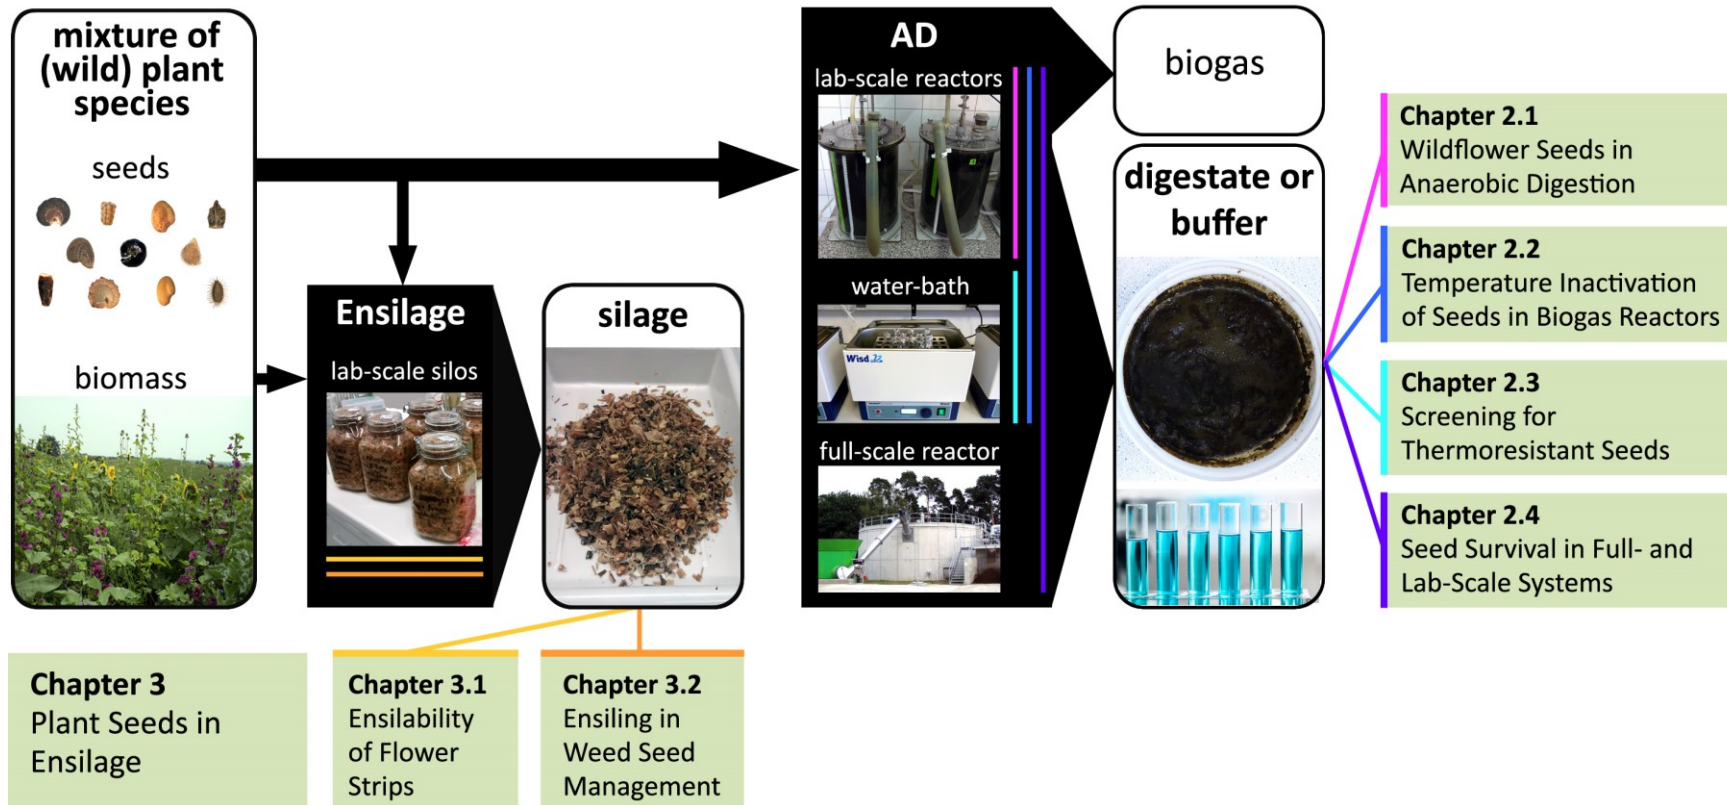 mixture of
(wild) plant
species
seeds
biomass
Ensilage
lab-scale silos
silage
AD
lab-scale reactors
water-bath
Wisd
full-scale reactor
biogas
digestate or
buffer
Chapter 2.1
Wildflower Seeds in
Anaerobic Digestion
Chapter 2.2
Temperature Inactivation
of Seeds in Biogas Reactors
Chapter 2.3
Screening for
Thermoresistant Seeds
Chapter 2.4
Seed Survival in Full- and
Lab-Scale Systems
Chapter 3
Plant Seeds in
Ensilage
Chapter 3.1
Ensilability
of Flower
Strips
Chapter 3.2
Ensiling in
Weed Seed
Management